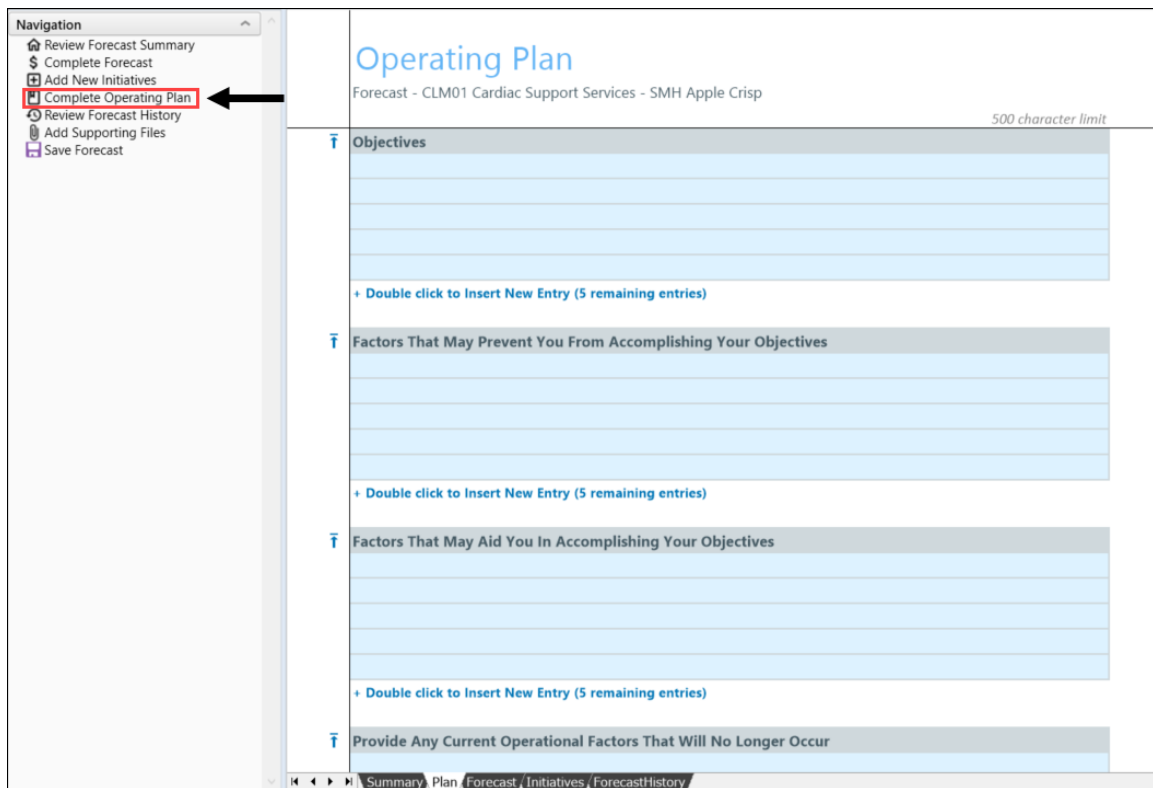 Navigation
Review Forecast Summary
Complete Forecast
Add New Initiatives
Complete Operating Plan
Review Forecast History
Add Supporting Files
Save Forecast
Operating Plan
Forecast - CLM01 Cardiac Support Services - SMH Apple Crisp
500 character limit
Objectives
+ Double click to Insert New Entry (5 remaining entries)
Factors That May Prevent You From Accomplishing Your Objectives
+ Double click to Insert New Entry (5 remaining entries)
Factors That May Aid You In Accomplishing Your Objectives
+ Double click to Insert New Entry (5 remaining entries)
Provide Any Current Operational Factors That Will No Longer Occur
Summary Plan Forecast Initiatives ForecastHistory